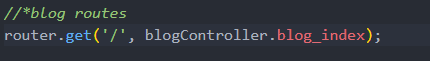 //*blog routes
router.get('/', blogController.blog_index);